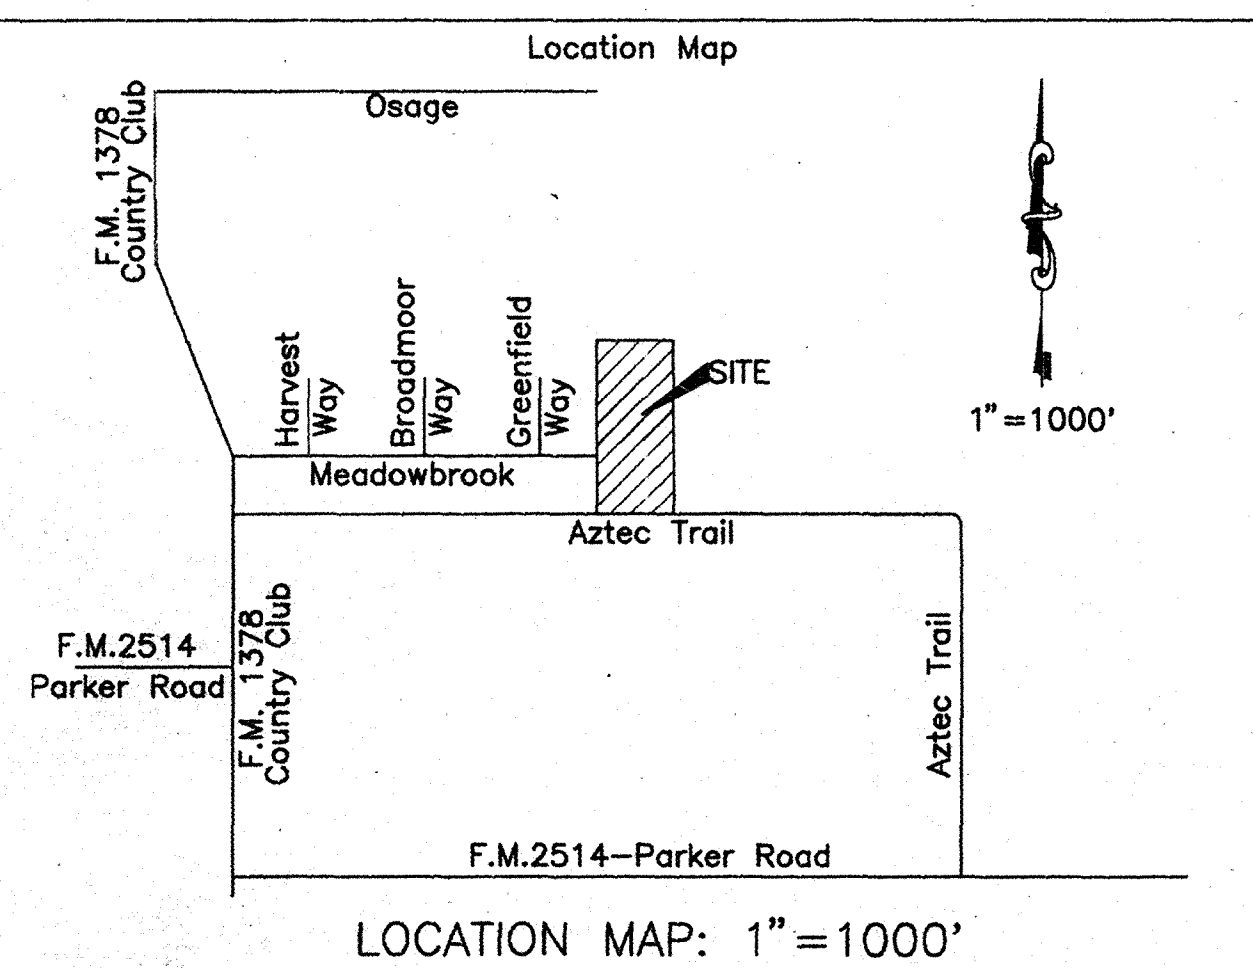 Location Map
Osage
F.M. 1378
Country Club
Harvest
Way
Broadmoor
Way
Greenfield
Way
SITE
1"=1000'
Meadowbrook
Aztec Trail
F.M. 1378
Country Club
F.M.2514
Parker Road
Aztec Trail
F.M.2514-Parker Road
LOCATION MAP: 1"=1000'